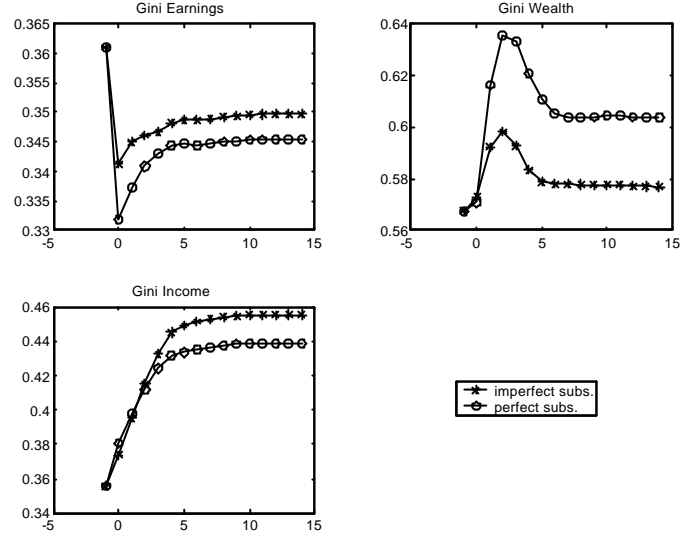 Gini Earnings
0.365
0.36
0.355
0.35
0.345
0.34
0.335
0.33
-5 0 5 10 15
Gini Wealth
0.64
0.62
0.6
0.58
0.56
-5 0 5 10 15
Gini Income
0.46
0.44
0.42
0.4
0.38
0.36
0.34
-5 0 5 10 15
imperfect subs.
perfect subs.